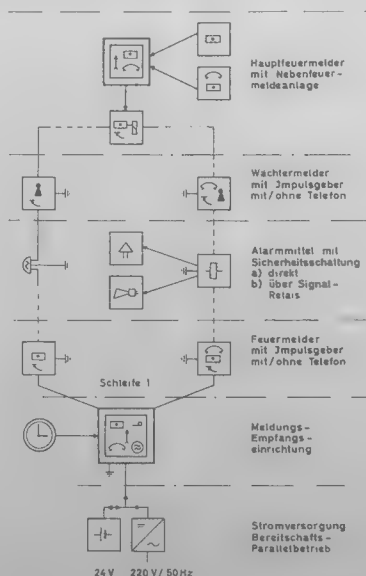 Hauptfeuermelder
mit Nebenfeuer-
meldeanlage
Wächtermelder
mit Jmpulsgeber
mit/ohne Telefon
Alarmmittel mit
Sicherheitsschaltung
a) direkt
b) über Signal-
Relais
Feuermelder
mit Jmpulsgeber
mit/ohne Telefon
Schleife 1
Meldungs-
Empfangs-
einrichtung
Stromversorgung
Bereitschafts-
Parallelbetrieb
24 V 220 V / 50 Hz